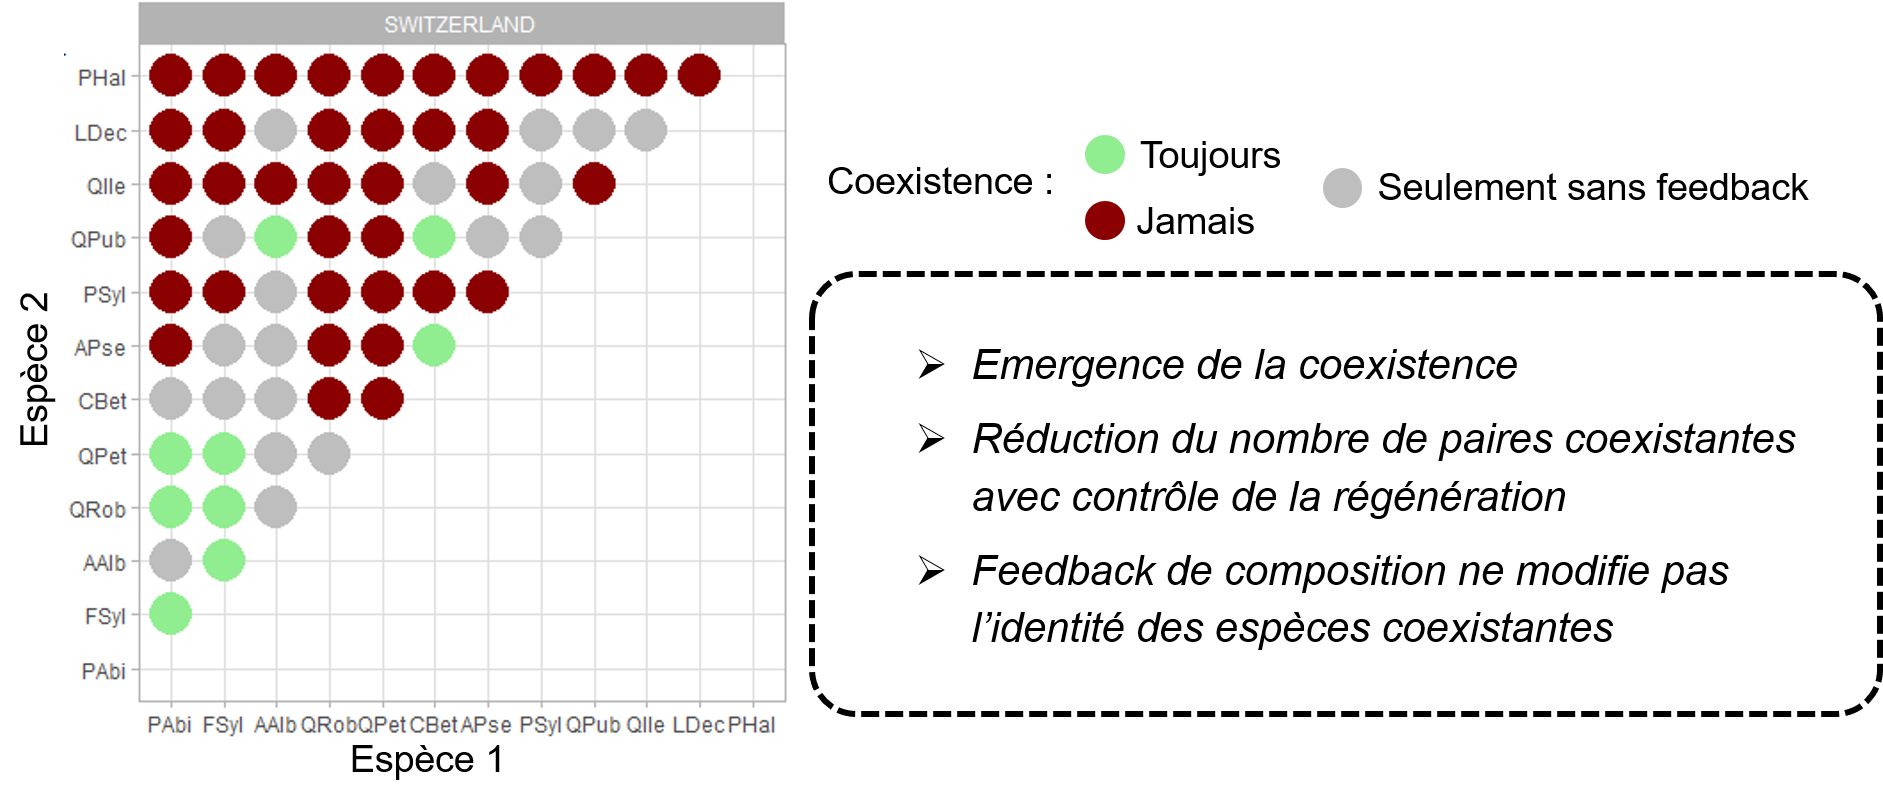 SWITZERLAND
PHal
LDec
QIle
QPub
PSyl
APse
CBet
QPet
QRob
AAlb
FSyl
PAbi
Espèce 2
PAbi FSyl AAlb QRob QPet CBet APse PSyl QPub QIle LDec PHal
Espèce 1
Coexistence :
Toujours
Jamais
Seulement sans feedback
➢ Emergence de la coexistence
➢ Réduction du nombre de paires coexistantes
avec contrôle de la régénération
➢ Feedback de composition ne modifie pas
l’identité des espèces coexistantes